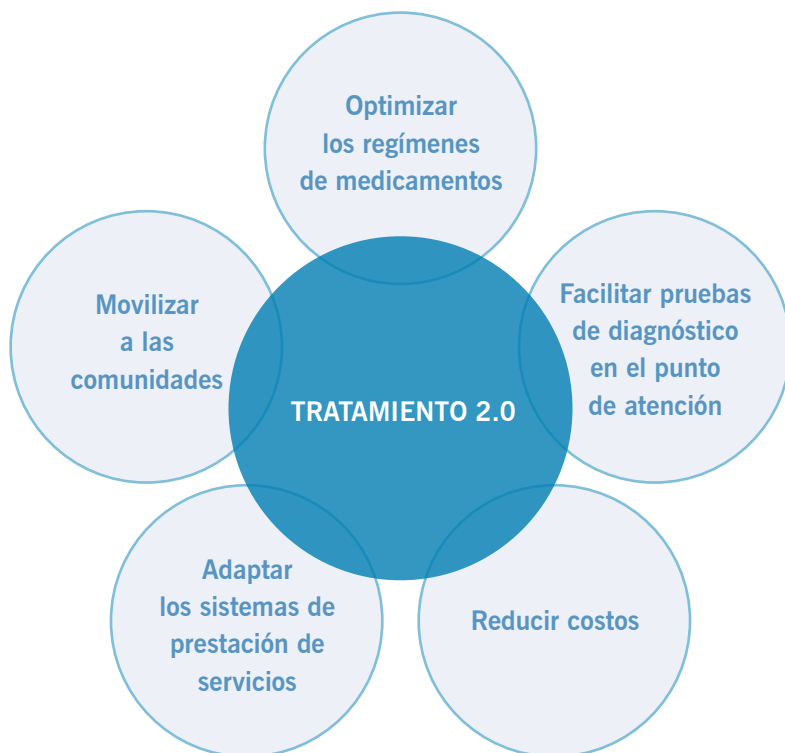 Optimizar
los regímenes
de medicamentos
Facilitar pruebas
de diagnóstico
en el punto
de atención
Reducir costos
Adaptar
los sistemas de
prestación de
servicios
Movilizar
a las
comunidades
TRATAMIENTO 2.0